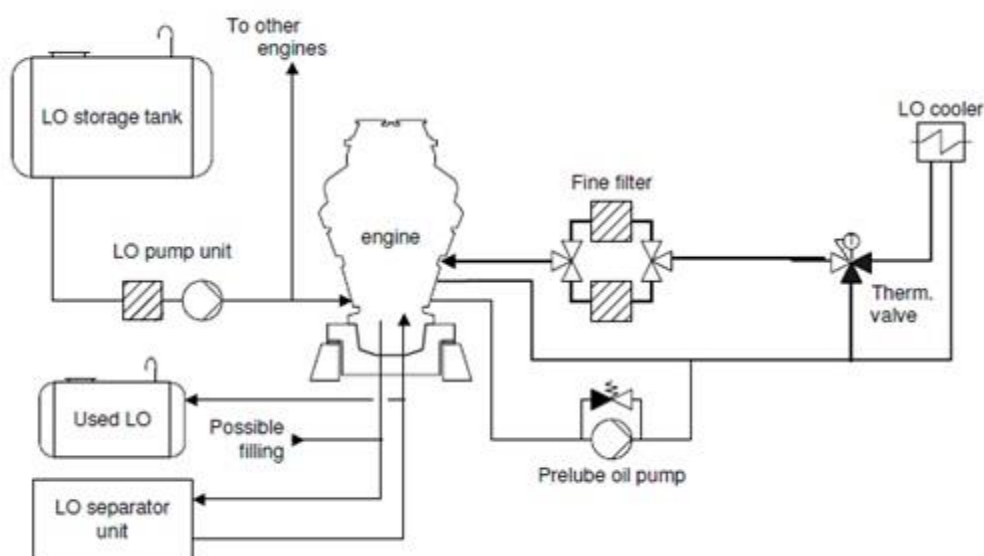 To other
engines
LO storage tank
LO cooler
Fine filter
engine
LO pump unit
T
Therm.
valve
Used LO
Possible
filling
Prelube oil pump
LO separator
unit